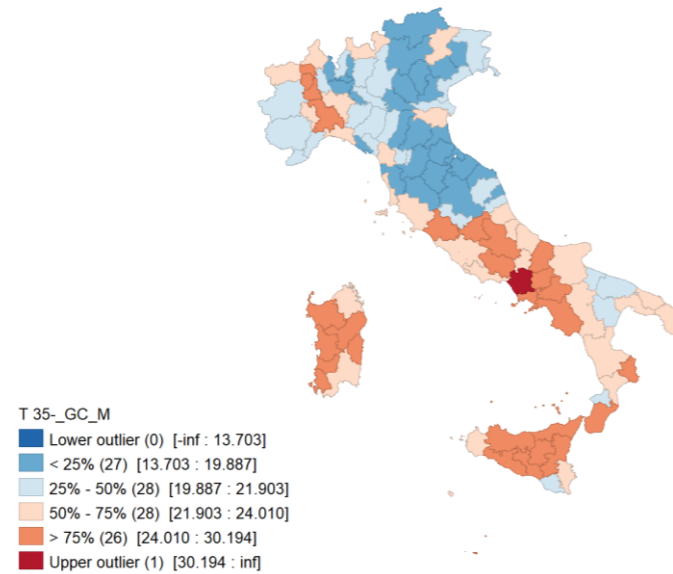 T 35-_GC_M
Lower outlier (0) [-inf : 13.703]
< 25% (27) [13.703 : 19.887]
25% - 50% (28) [19.887 : 21.903]
50% - 75% (28) [21.903 : 24.010]
> 75% (26) [24.010 : 30.194]
Upper outlier (1) [30.194 : inf]